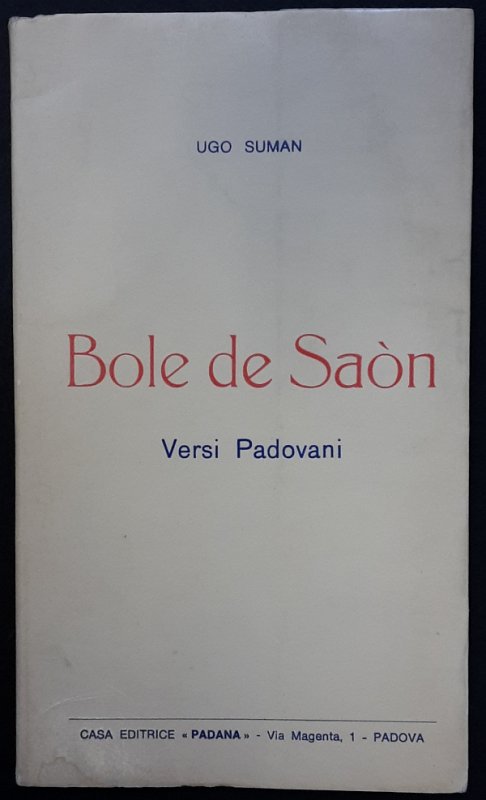 UGO SUMAN
Bole de Saòn
Versi Padovani
CASA EDITRICE « PADANA » - Via Magenta, 1 - PADOVA